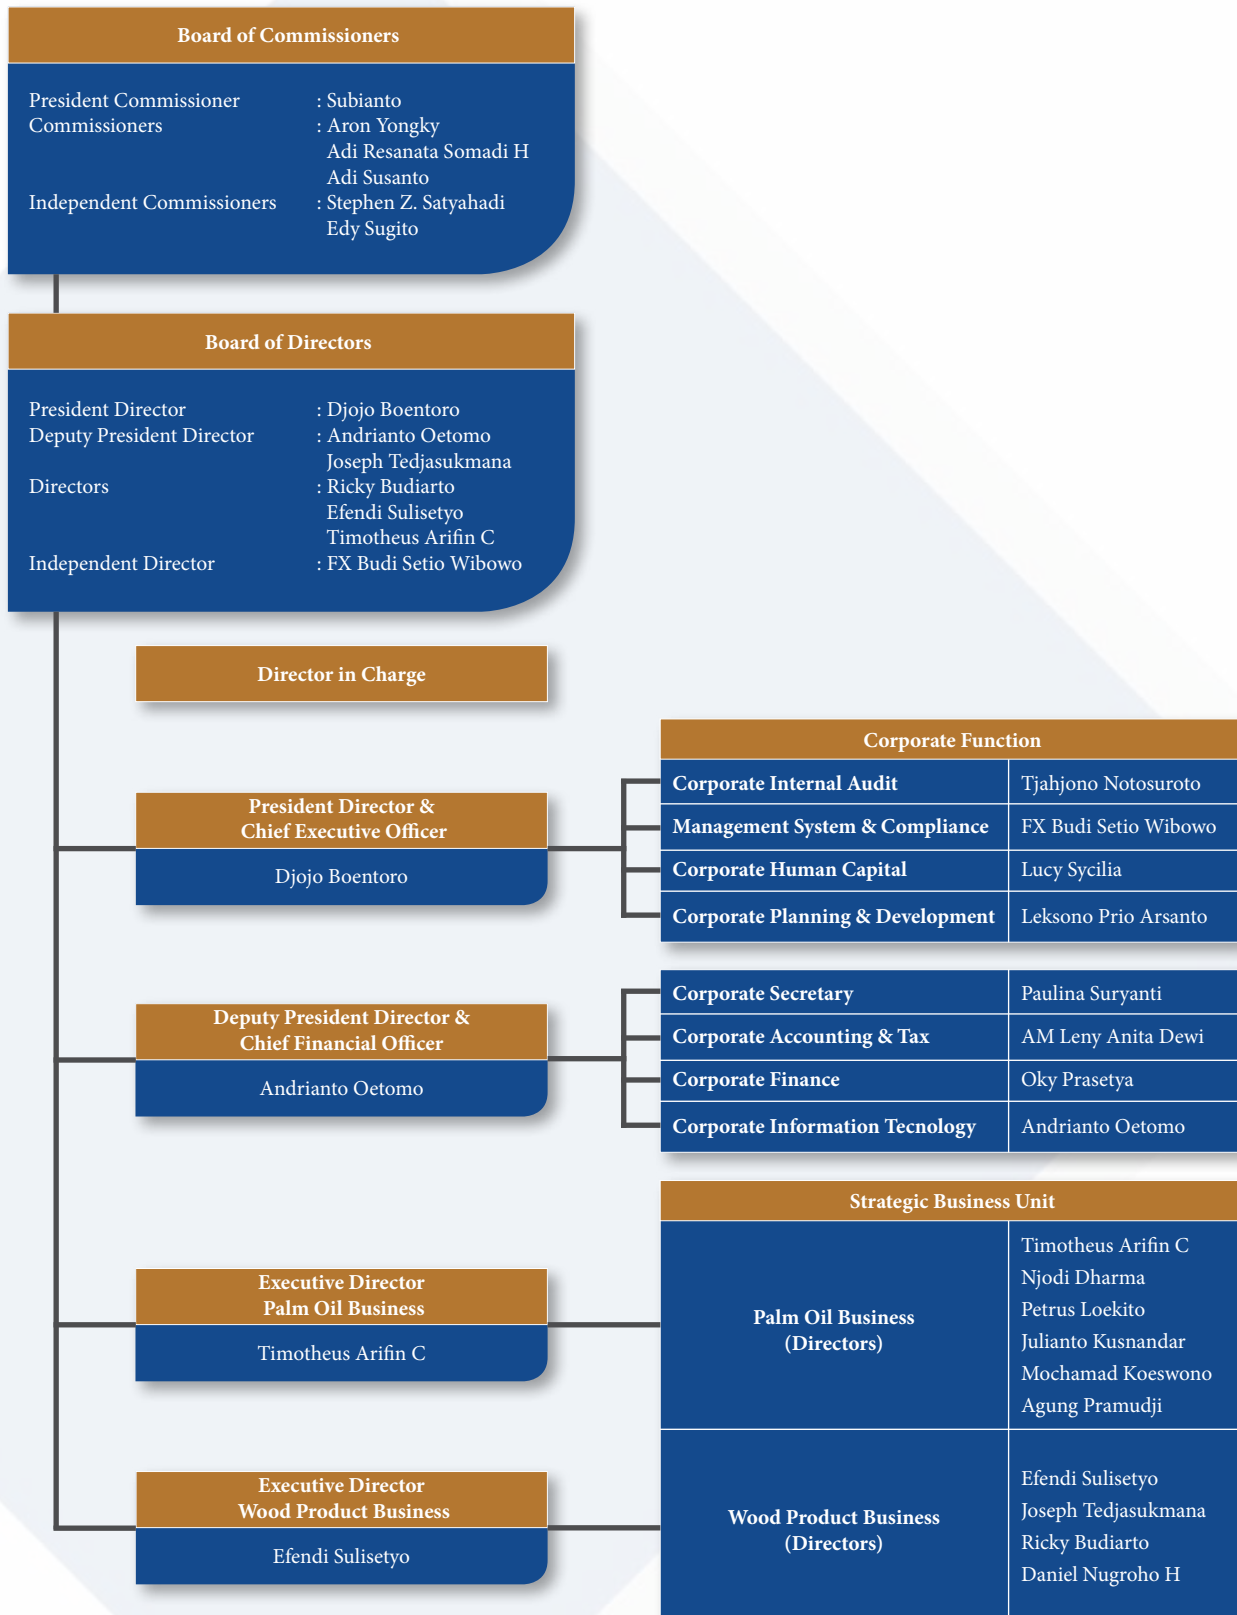 Board of Commissioners
President Commissioner : Subianto
Commissioners : Aron Yongky
Adi Resanata Somadi H
Adi Susanto
Independent Commissioners : Stephen Z. Satyahadi
Edy Sugito
Board of Directors
President Director : Djojo Boentoro
Deputy President Director : Andrianto Oetomo
Joseph Tedjasukmana
Directors : Ricky Budiarto
Efendi Sulisetyo
Timotheus Arifin C
Independent Director : FX Budi Setio Wibowo
Director in Charge
President Director &
Chief Executive Officer
Djojo Boentoro
Corporate Function
Corporate Internal Audit Tjahjono Notosuroto
Management System & Compliance FX Budi Setio Wibowo
Corporate Human Capital Lucy Sycilia
Corporate Planning & Development Leksono Prio Arsanto
Deputy President Director &
Chief Financial Officer
Andrianto Oetomo
Corporate Secretary Paulina Suryanti
Corporate Accounting & Tax AM Leny Anita Dewi
Corporate Finance Oky Prasetya
Corporate Information Tecnology Andrianto Oetomo
Executive Director
Palm Oil Business
Timotheus Arifin C
Strategic Business Unit
Palm Oil Business
(Directors)
Timotheus Arifin C
Njodi Dharma
Petrus Loekito
Julianto Kusnandar
Mochamad Koeswono
Agung Pramudji
Executive Director
Wood Product Business
Efendi Sulisetyo
Wood Product Business
(Directors)
Efendi Sulisetyo
Joseph Tedjasukmana
Ricky Budiarto
Daniel Nugroho H